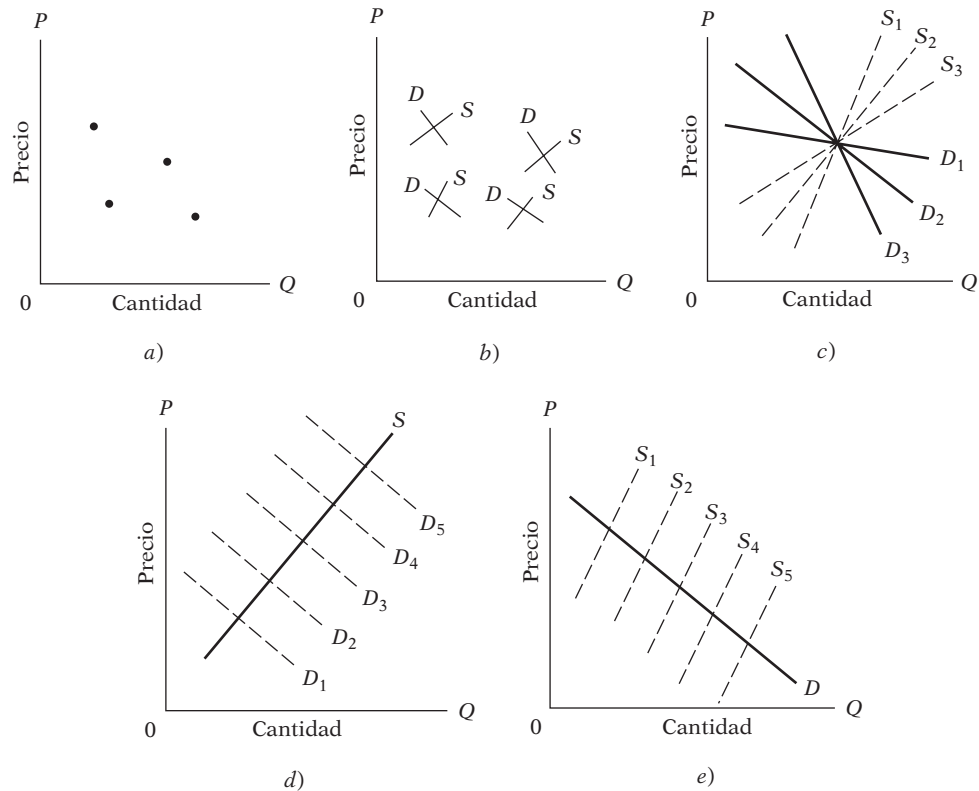 P
Precio
0
Cantidad
Q
a)
P
Precio
D
S
D
S
D
S
D
S
0
Cantidad
Q
b)
P
Precio
S1
S2
S3
D1
D2
D3
0
Cantidad
Q
c)
P
Precio
S
D5
D4
D3
D2
D1
0
Cantidad
Q
d)
P
Precio
S1
S2
S3
S4
S5
D
0
Cantidad
Q
e)